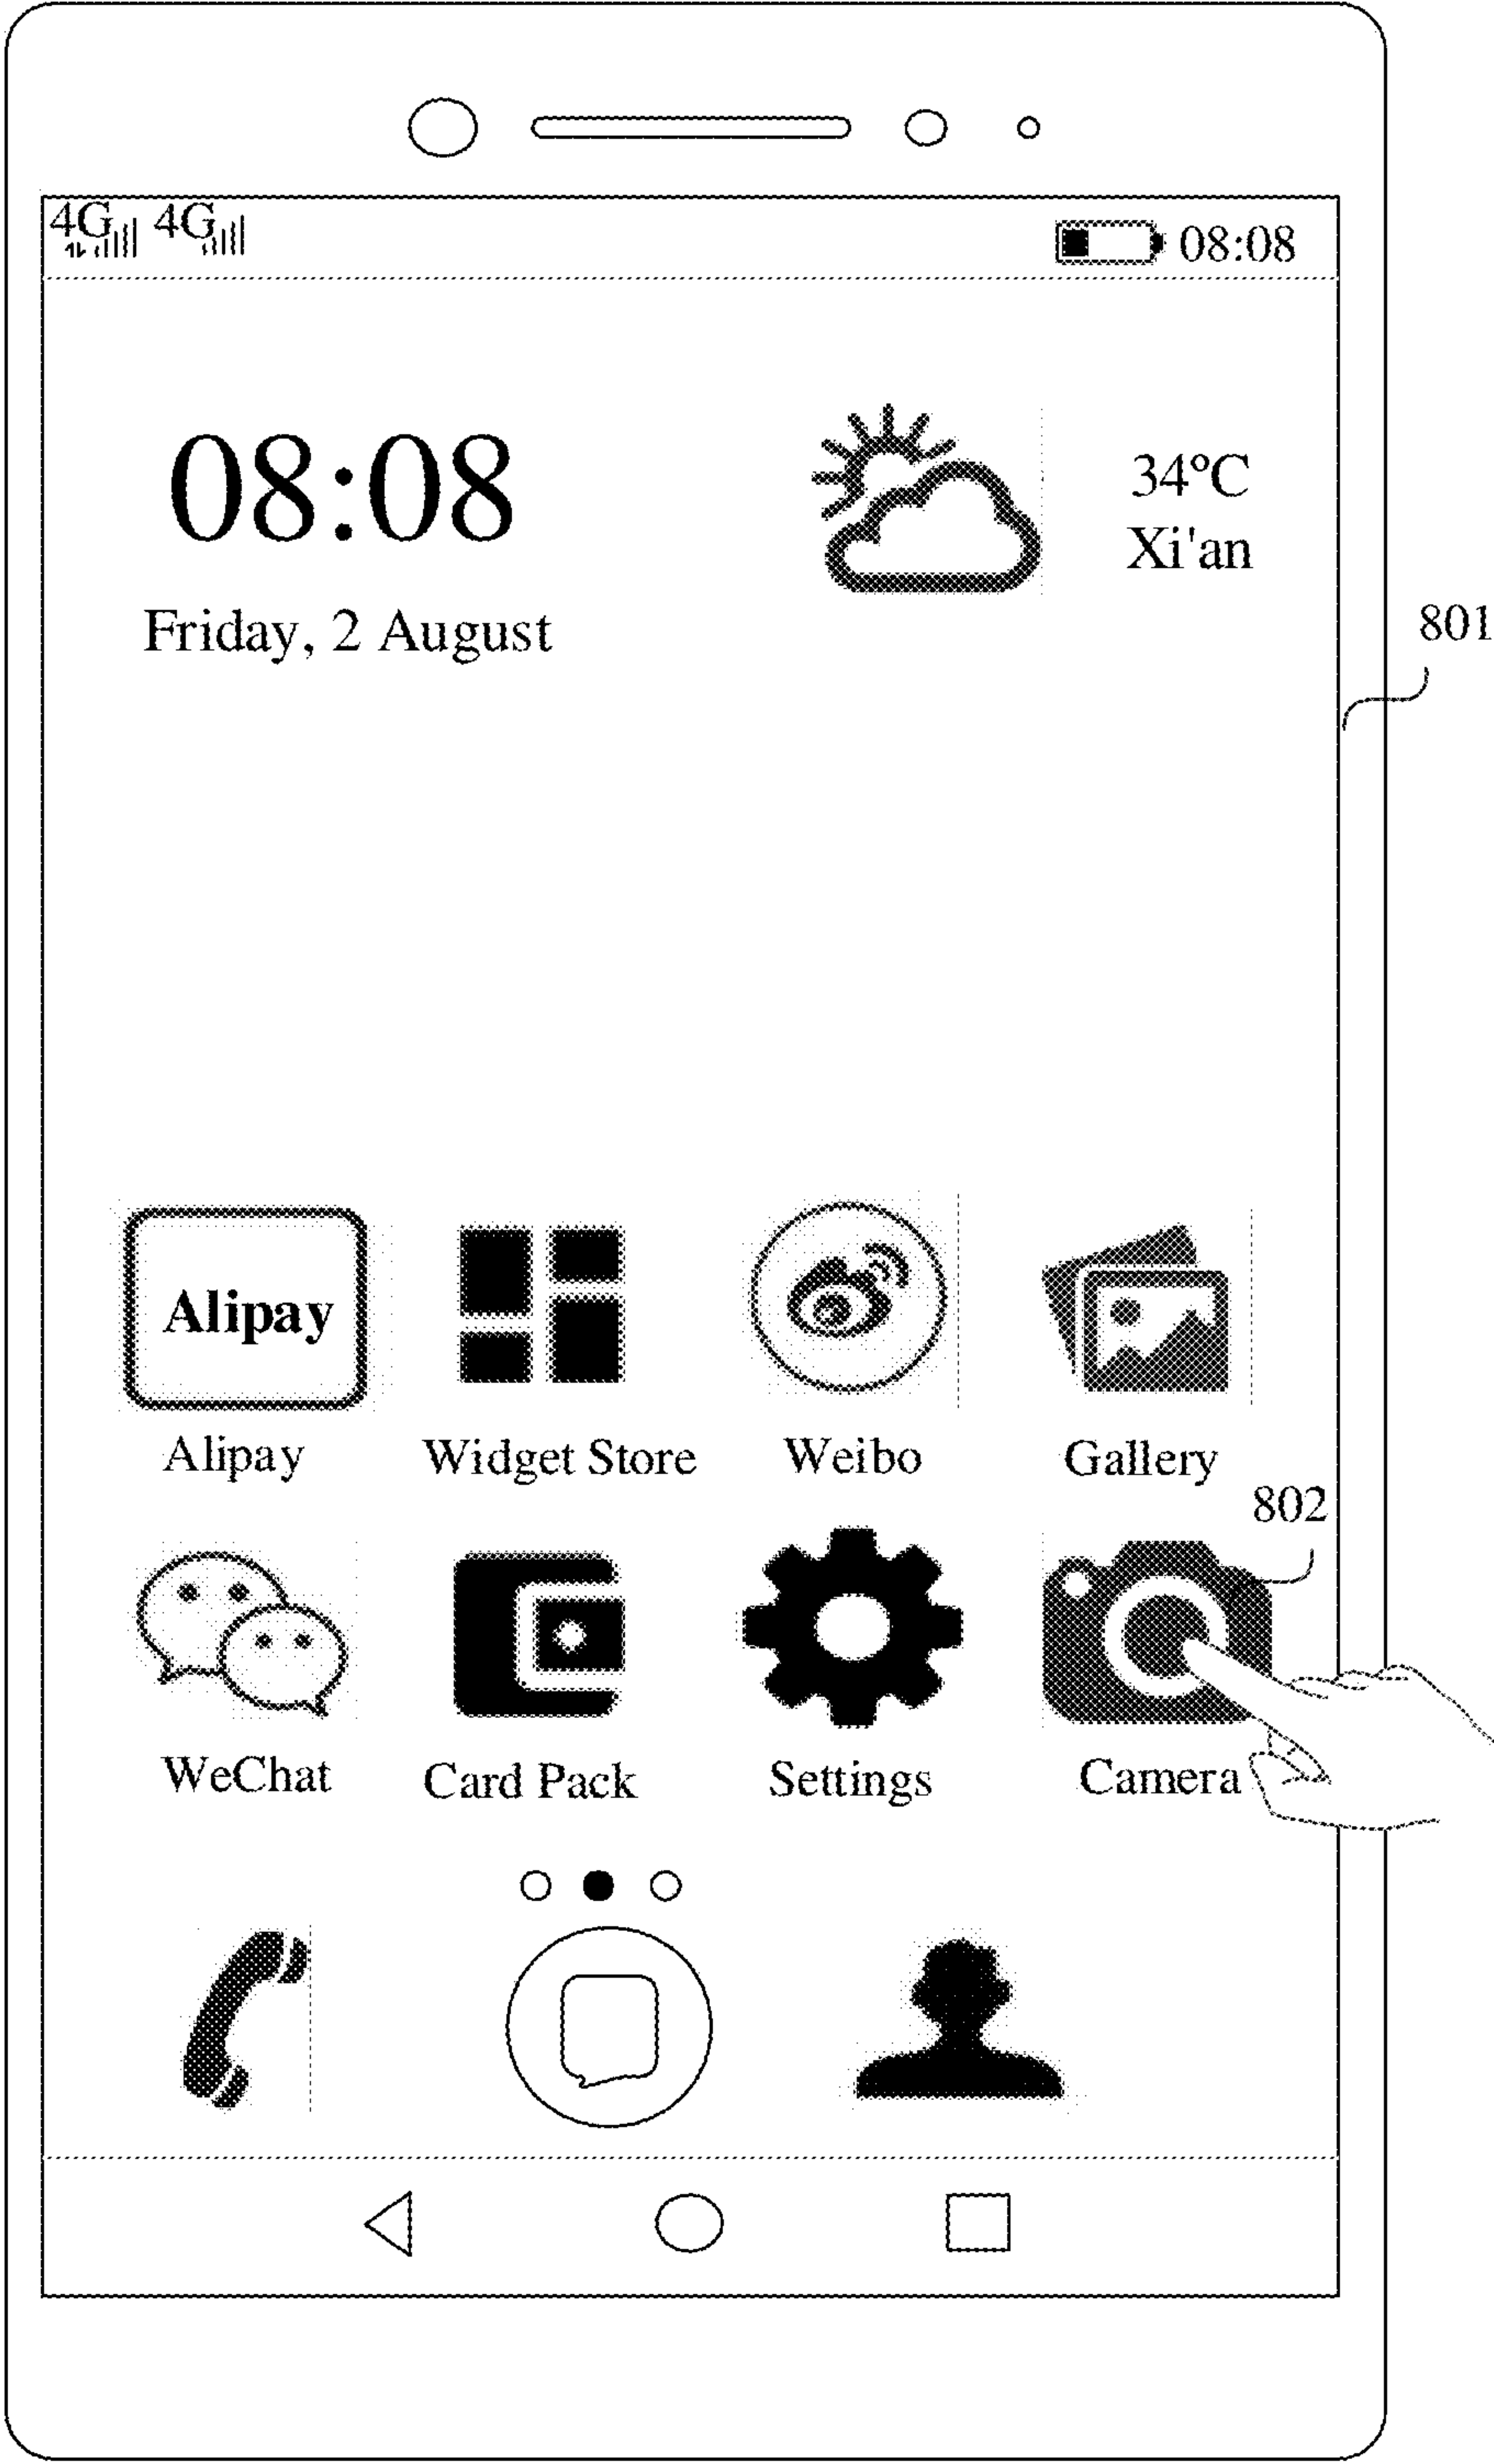 4G 4G 08:08
08:08
34°C
Xi'an
Friday, 2 August
801
Alipay
Alipay Widget Store Weibo Gallery
802
WeChat Card Pack Settings Camera